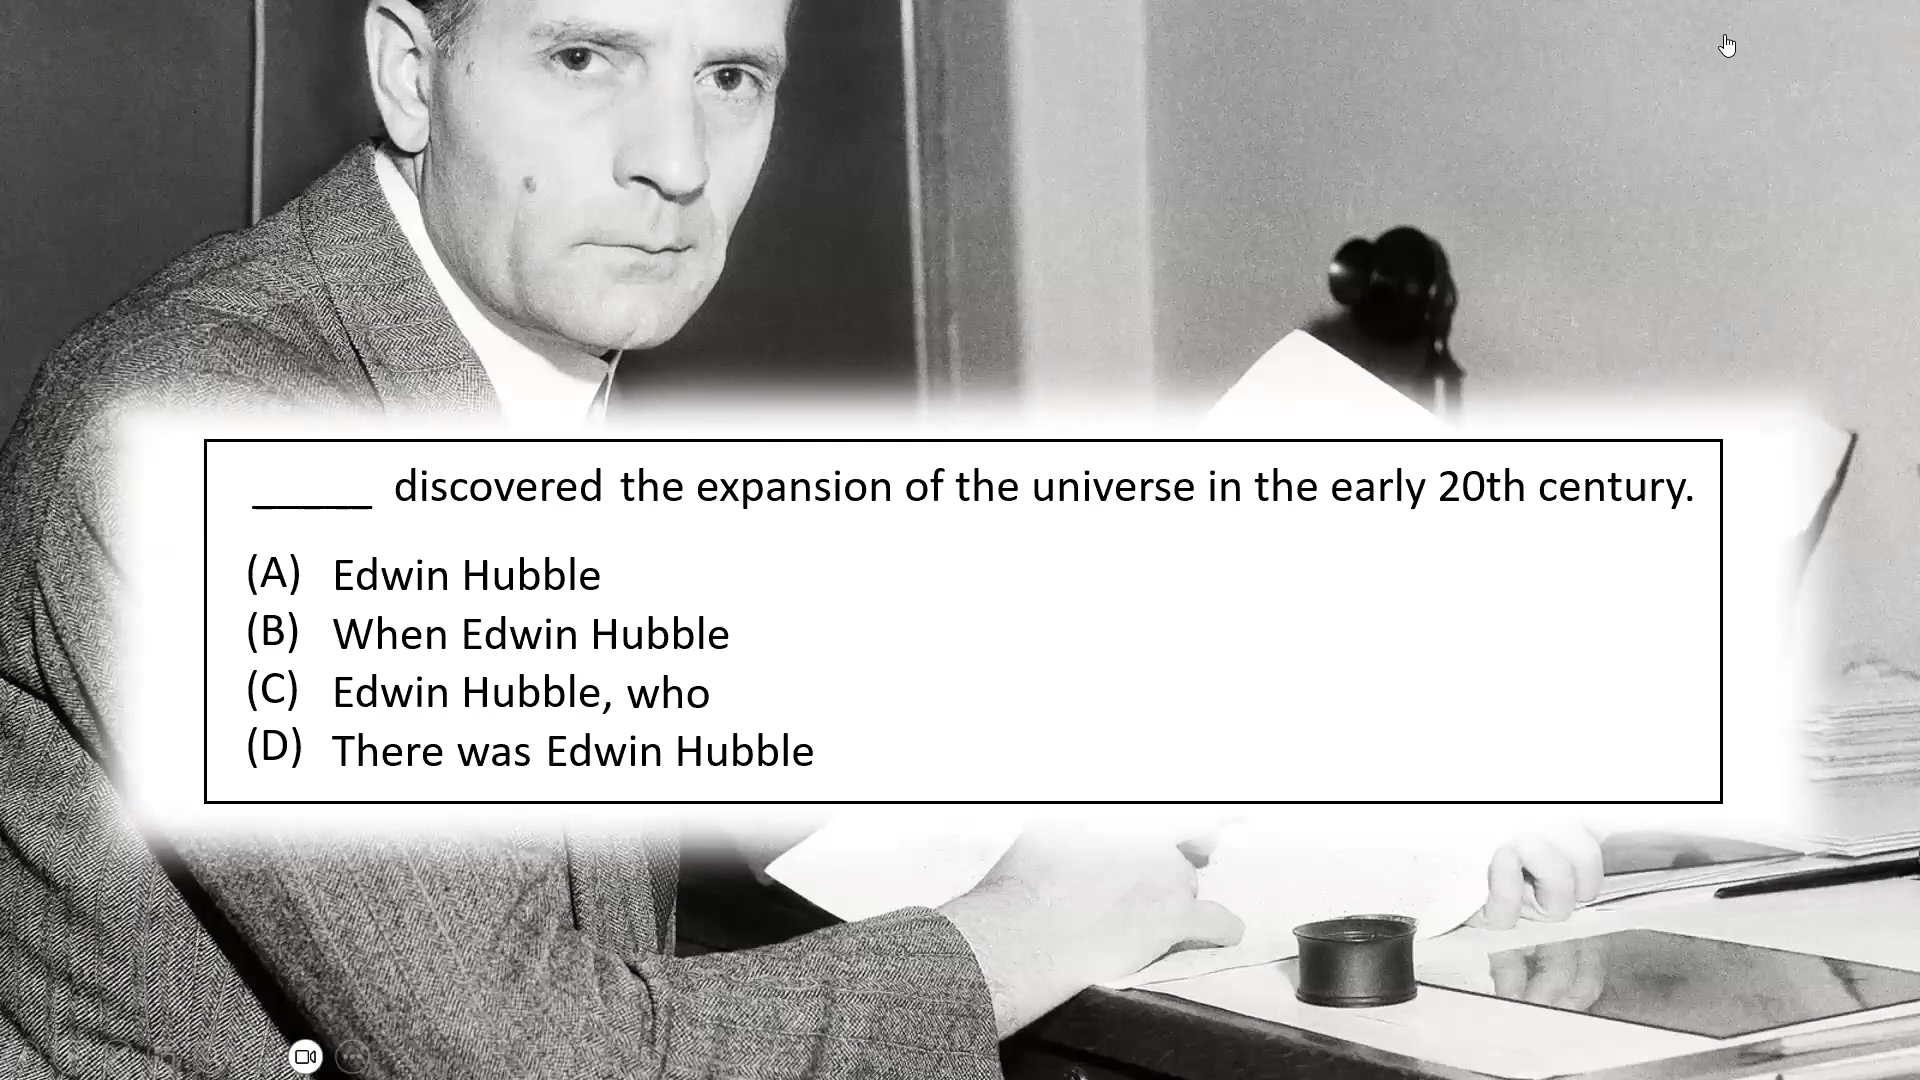 _____ discovered the expansion of the universe in the early 20th century.
(A) Edwin Hubble
(B) When Edwin Hubble
(C) Edwin Hubble, who
(D) There was Edwin Hubble